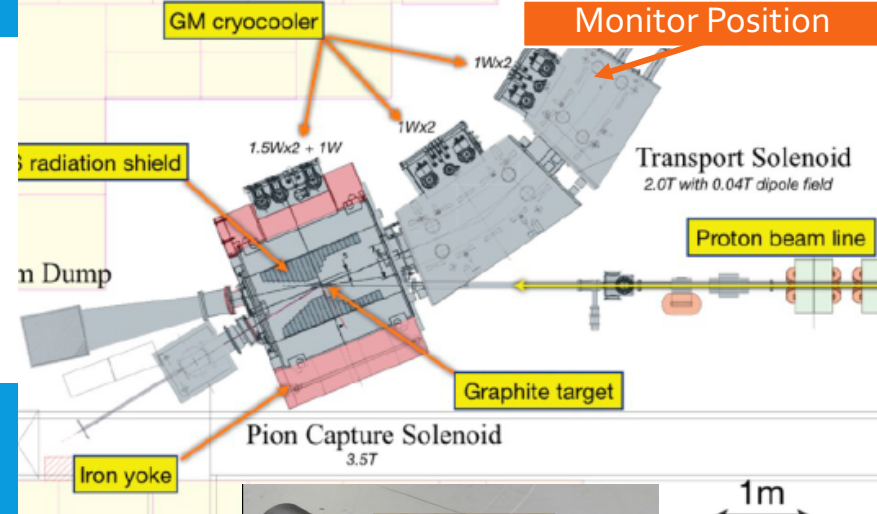 Monitor Position
GM cryocooler
1Wx2
1Wx2
1.5Wx2 + 1W
radiation shield
Transport Solenoid
2.0T with 0.04T dipole field
Proton beam line
Dump
Graphite target
Pion Capture Solenoid
3.5T
Iron yoke
1m